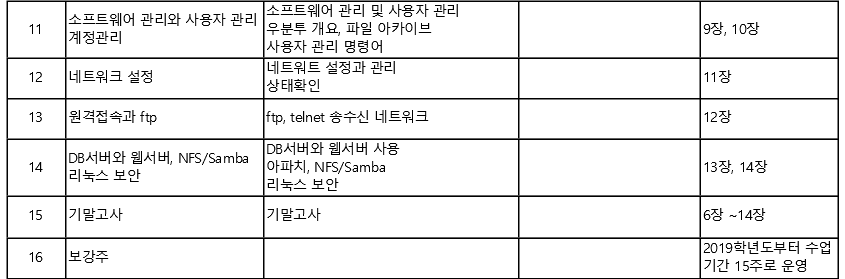 11
소프트웨어 관리와 사용자 관리
계정관리
소프트웨어 관리 및 사용자 관리
우분투 개요, 파일 아카이브
사용자 관리 명령어
9장, 10장
12
네트워크 설정
네트워트 설정과 관리
상태확인
11장
13
원격접속과 ftp
ftp, telnet 송수신 네트워크
12장
14
DB서버와 웹서버, NFS/Samba
리눅스 보안
DB서버와 웹서버 사용
아파치, NFS/Samba
리눅스 보안
13장, 14장
15
기말고사
기말고사
6장 ~14장
16
보강주
2019학년도부터 수업
기간 15주로 운영